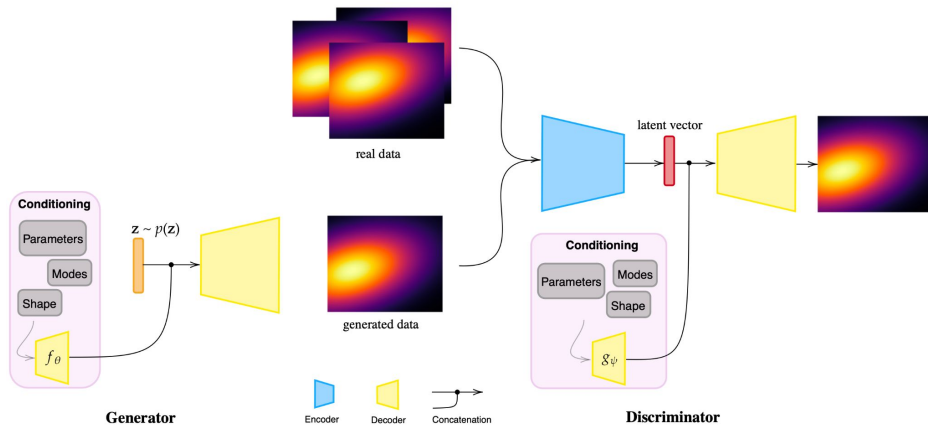 real data
latent vector
Conditioning
Parameters
Modes
Shape
f_θ
z ~ p(z)
generated data
Conditioning
Parameters
Modes
Shape
g_ψ
Generator
Encoder
Decoder
Concatenation
Discriminator